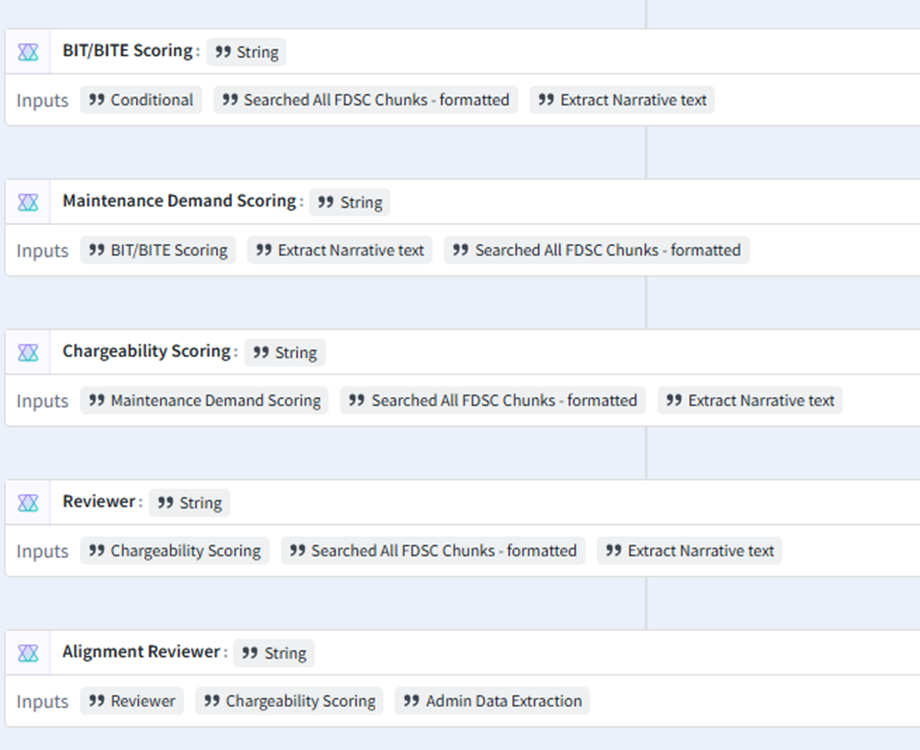 BIT/BITE Scoring : ❞ String
Inputs ❞ Conditional ❞ Searched All FDSC Chunks - formatted ❞ Extract Narrative text
Maintenance Demand Scoring : ❞ String
Inputs ❞ BIT/BITE Scoring ❞ Extract Narrative text ❞ Searched All FDSC Chunks - formatted
Chargeability Scoring : ❞ String
Inputs ❞ Maintenance Demand Scoring ❞ Searched All FDSC Chunks - formatted ❞ Extract Narrative text
Reviewer : ❞ String
Inputs ❞ Chargeability Scoring ❞ Searched All FDSC Chunks - formatted ❞ Extract Narrative text
Alignment Reviewer : ❞ String
Inputs ❞ Reviewer ❞ Chargeability Scoring ❞ Admin Data Extraction